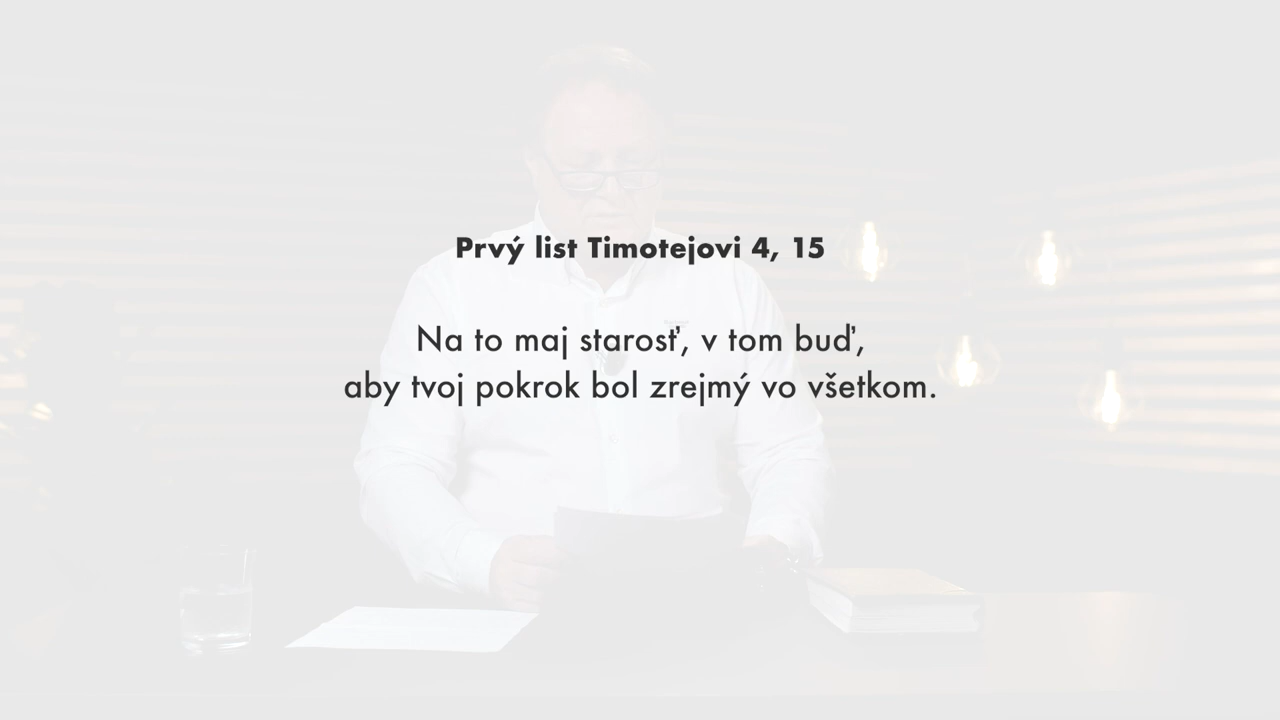 Prvý list Timotejovi 4, 15
Na to maj starosť, v tom buď,
aby tvoj pokrok bol zrejmý vo všetkom.